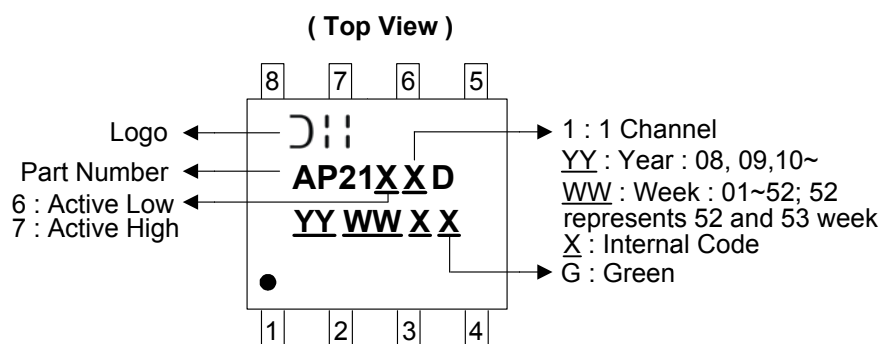 ( Top View )
8 7 6 5
Logo
Part Number
6 : Active Low
7 : Active High
AP21X X D
YY WW X X
1 : 1 Channel
YY : Year : 08, 09,10~
WW : Week : 01~52; 52
represents 52 and 53 week
X : Internal Code
G : Green
1 2 3 4